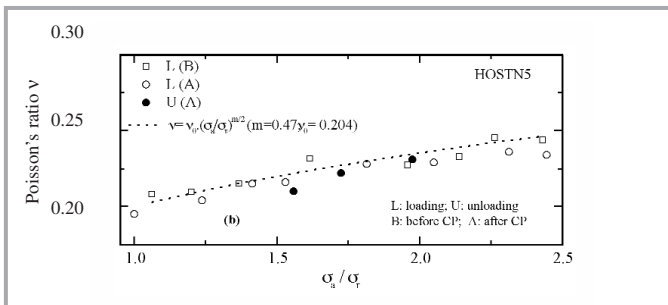 0.30
L (B)
HOSTN5
L (A)
U (Λ)
ν=ν₀.(σₐ/σᵣ)^m/2 (m=0.47,ν₀= 0.204)
0.25
Poisson's ratio ν
0.20
L: loading; U: unloading
B: before CP; Λ: after CP
(b)
1.0 1.5 2.0 2.5
σₐ/σᵣ